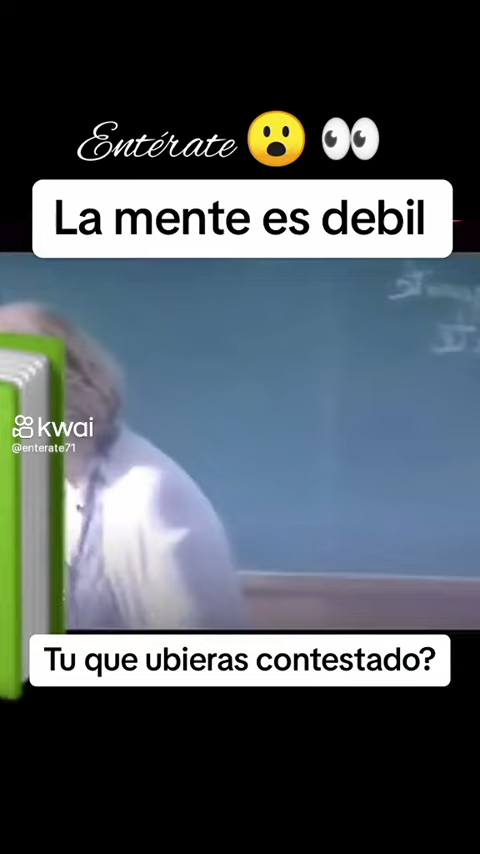 Entérate 😮 👀
La mente es debil
kwai
@enterate71
Tu que ubieras contestado?